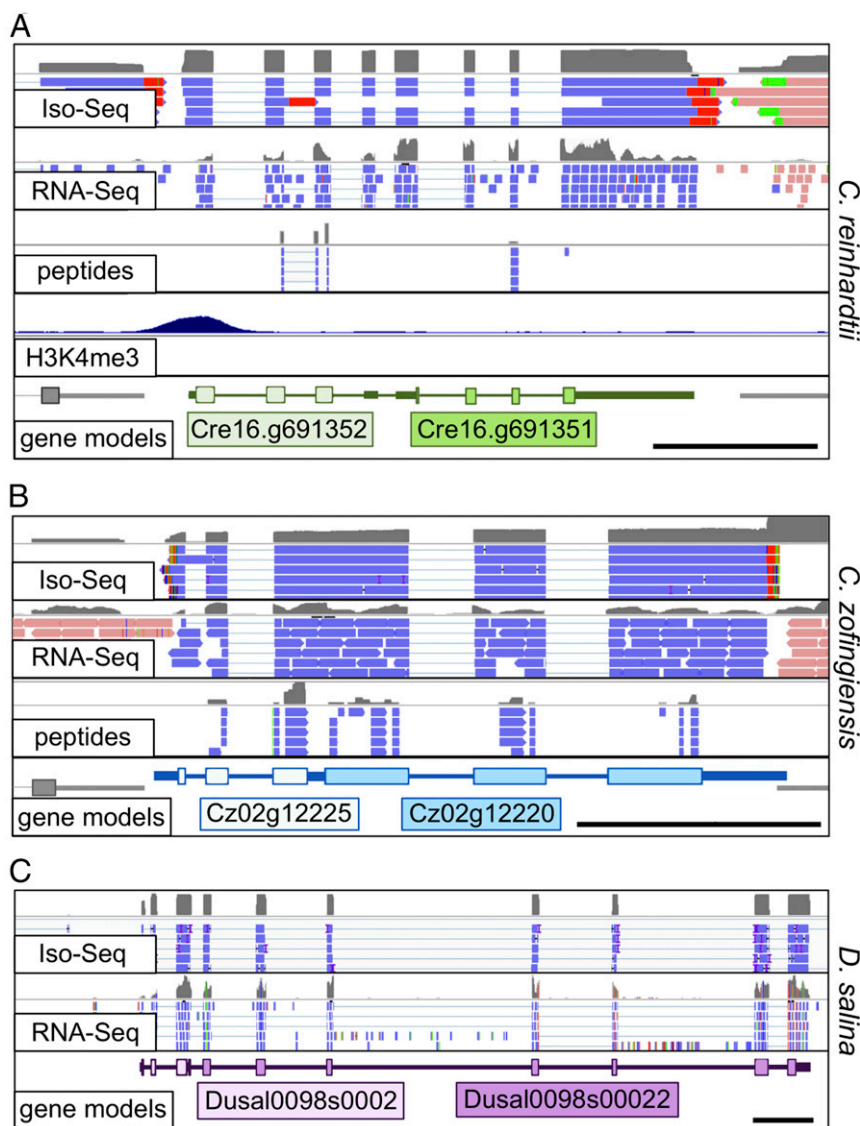 A
Iso-Seq
RNA-Seq
peptides
H3K4me3
gene models
Cre16.g691352
Cre16.g691351
C. reinhardtii
B
Iso-Seq
RNA-Seq
peptides
gene models
Cz02g12225
Cz02g12220
C. zofingiensis
C
Iso-Seq
RNA-Seq
gene models
Dusal0098s0002
Dusal0098s00022
D. salina